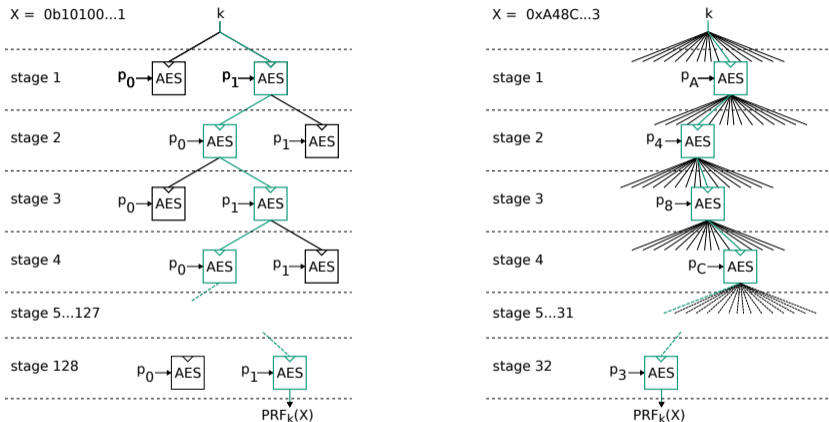 X = 0b10100...1
k
stage 1
p0
AES
p1
AES
stage 2
p0
AES
p1
AES
stage 3
p0
AES
p1
AES
stage 4
p0
AES
p1
AES
stage 5...127
stage 128
p0
AES
p1
AES
PRFk(X)
X = 0xA48C...3
k
stage 1
pA
AES
stage 2
p4
AES
stage 3
p8
AES
stage 4
pC
AES
stage 5...31
stage 32
p3
AES
PRFk(X)